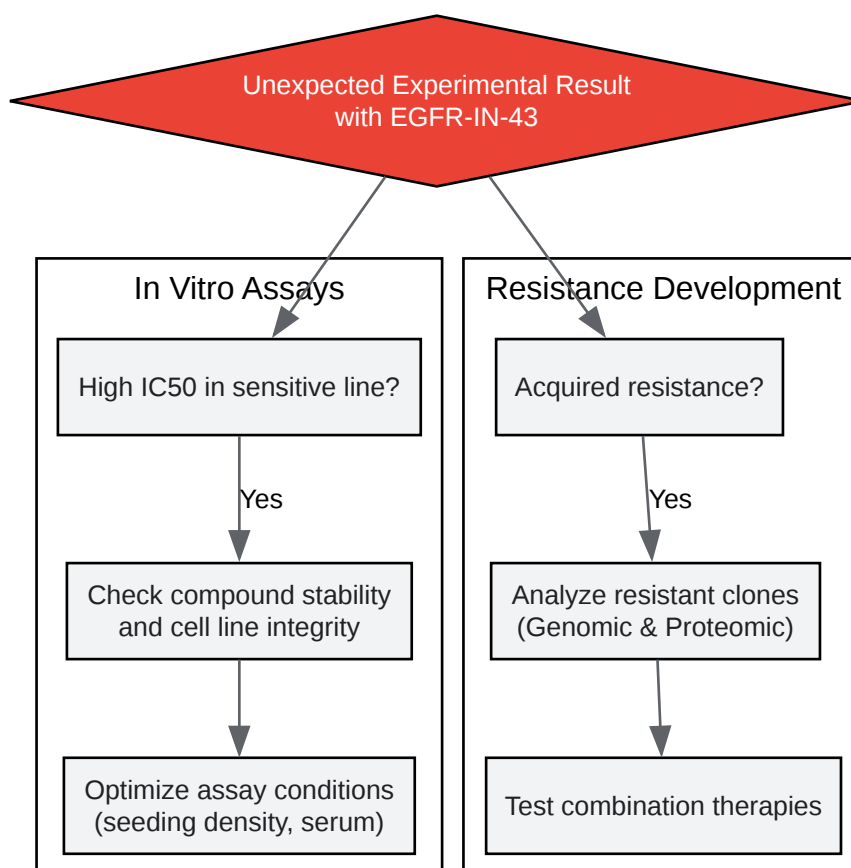 Unexpected Experimental Result
with EGFR-IN-43
In Vitro Assays
High IC50 in sensitive line?
Yes
Check compound stability
and cell line integrity
Optimize assay conditions
(seeding density, serum)
Resistance Development
Acquired resistance?
Yes
Analyze resistant clones
(Genomic & Proteomic)
Test combination therapies